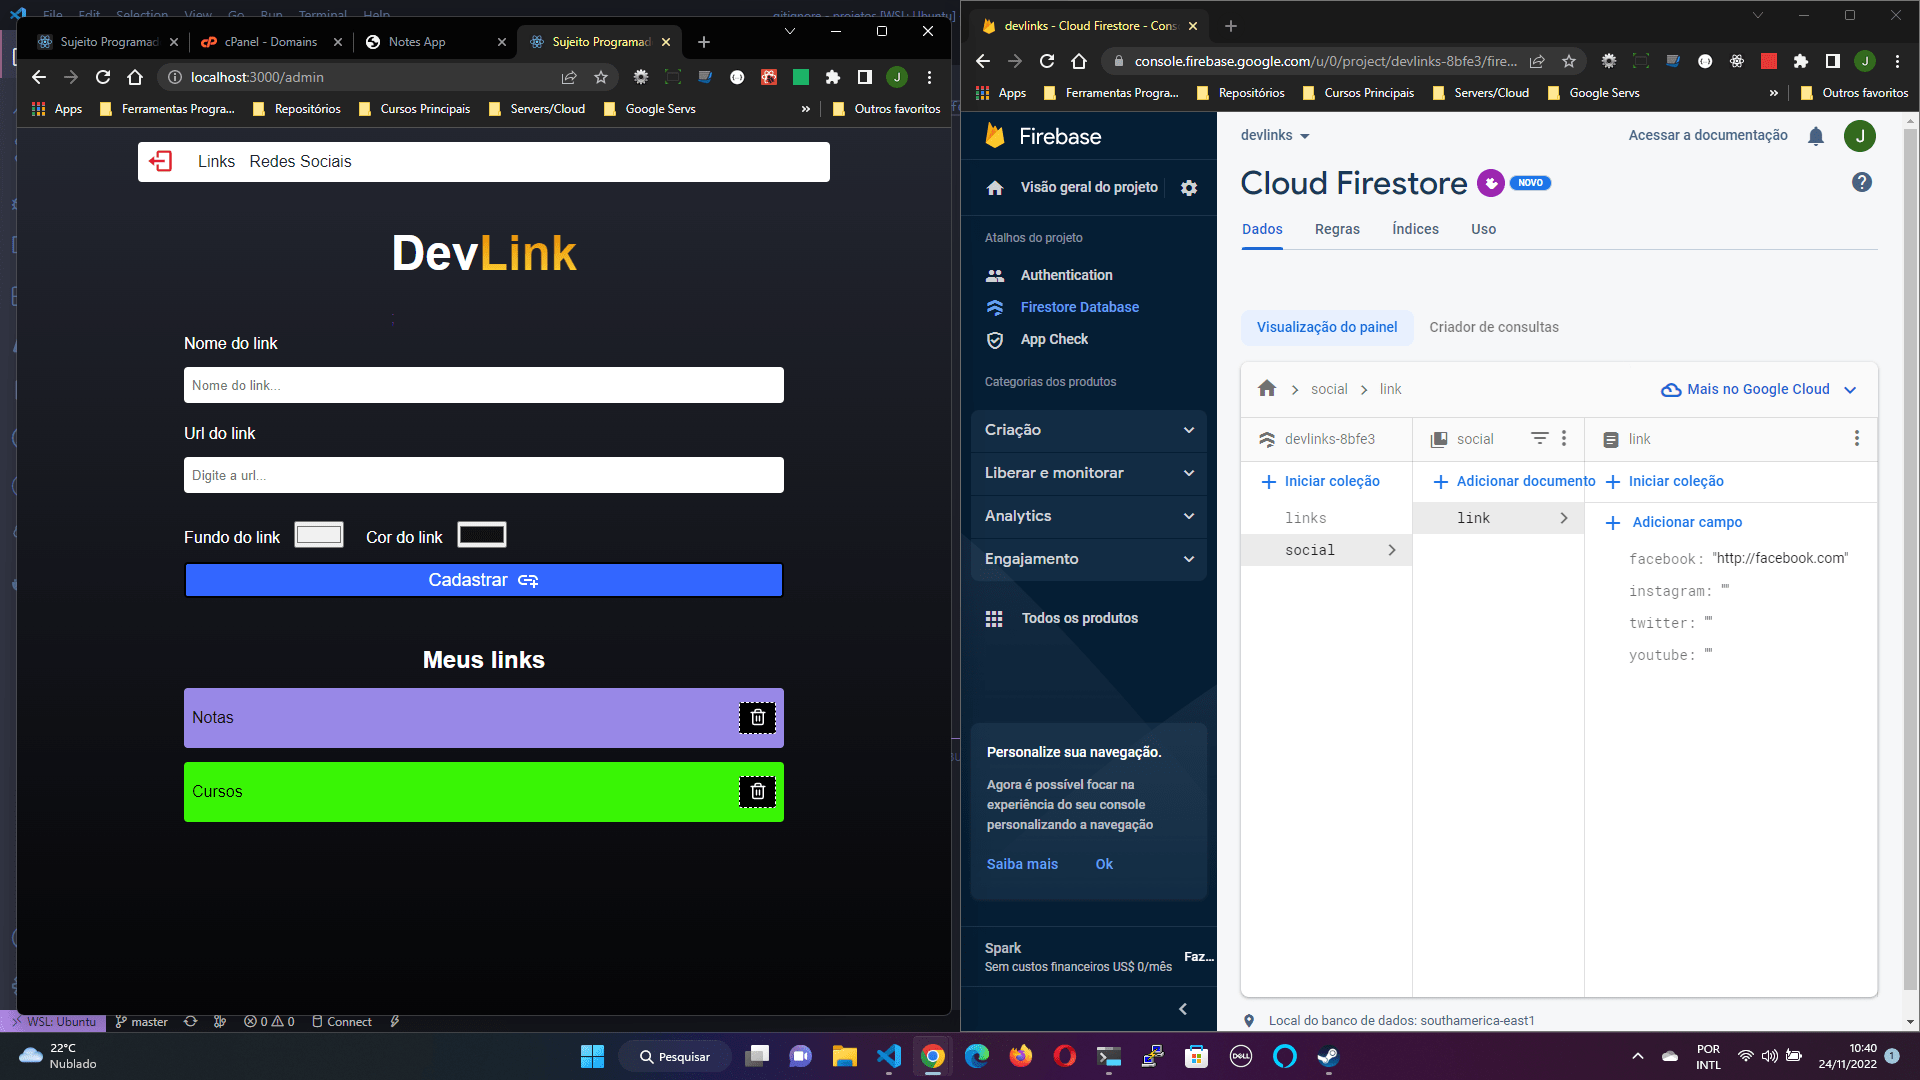 File Edit Selection View Go Run Terminal Help
.gitignore - projetos [WSL: Ubuntu]
Sujeito Programad
cPanel - Domains
Notes App
Sujeito Programad
localhost:3000/admin
J
Apps
Ferramentas Progra...
Repositórios
Cursos Principais
Servers/Cloud
Google Servs
»
Outros favoritos
Links Redes Sociais
DevLink
;
Nome do link
Nome do link...
Url do link
Digite a url...
Fundo do link
Cor do link
Cadastrar
Meus links
Notas
Cursos
WSL: Ubuntu
master
0 0
Connect
devlinks - Cloud Firestore - Cons
console.firebase.google.com/u/0/project/devlinks-8bfe3/fire...
J
Apps
Ferramentas Progra...
Repositórios
Cursos Principais
Servers/Cloud
Google Servs
»
Outros favoritos
Firebase
Visão geral do projeto
Atalhos do projeto
Authentication
Firestore Database
App Check
Categorias dos produtos
Criação
Liberar e monitorar
Analytics
Engajamento
Todos os produtos
Personalize sua navegação.
Agora é possível focar na
experiência do seu console
personalizando a navegação
Saiba mais
Ok
Spark
Sem custos financeiros US$ 0/mês
Faz...
devlinks
Acessar a documentação
J
Cloud Firestore
NOVO
Dados
Regras
Índices
Uso
Visualização do painel
Criador de consultas
social
link
Mais no Google Cloud
devlinks-8bfe3
social
link
Iniciar coleção
Adicionar documento
Iniciar coleção
links
social
link
Adicionar campo
facebook: "http://facebook.com"
instagram: ""
twitter: ""
youtube: ""
Local do banco de dados: southamerica-east1
22°C
Nublado
Pesquisar
DELL
POR
INTL
10:40
24/11/2022
1